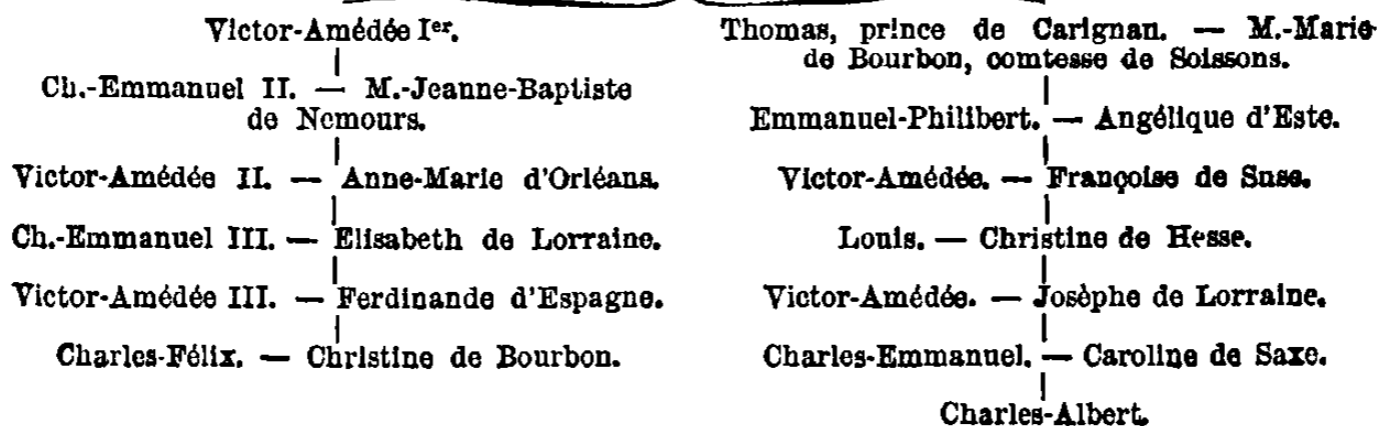 Victor-Amédée Iᵉʳ.
Ch.-Emmanuel II. — M.-Jeanne-Baptiste
de Nemours.
Victor-Amédée II. — Anne-Marie d'Orléans.
Ch.-Emmanuel III. — Elisabeth de Lorraine.
Victor-Amédée III. — Ferdinande d'Espagne.
Charles-Félix. — Christine de Bourbon.
Thomas, prince de Carignan. — M.-Marie
de Bourbon, comtesse de Soissons.
Emmanuel-Philibert. — Angélique d'Este.
Victor-Amédée. — Françoise de Suse.
Louis. — Christine de Hesse.
Victor-Amédée. — Josèphe de Lorraine.
Charles-Emmanuel. — Caroline de Saxe.
Charles-Albert.